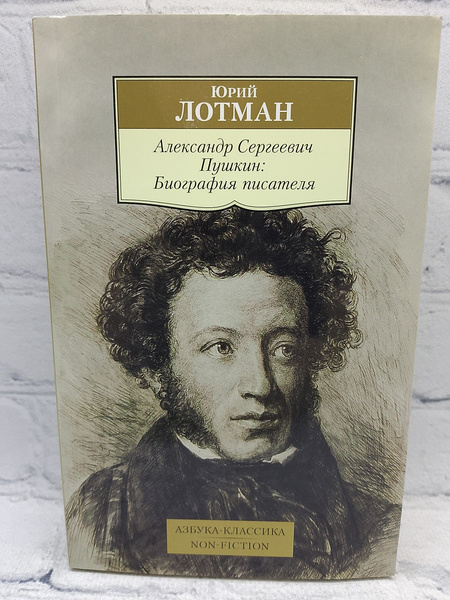 Юрий
ЛОТМАН
Александр Сергеевич
Пушкин:
Биография писателя
АЗБУКА-КЛАССИКА
NON-FICTION